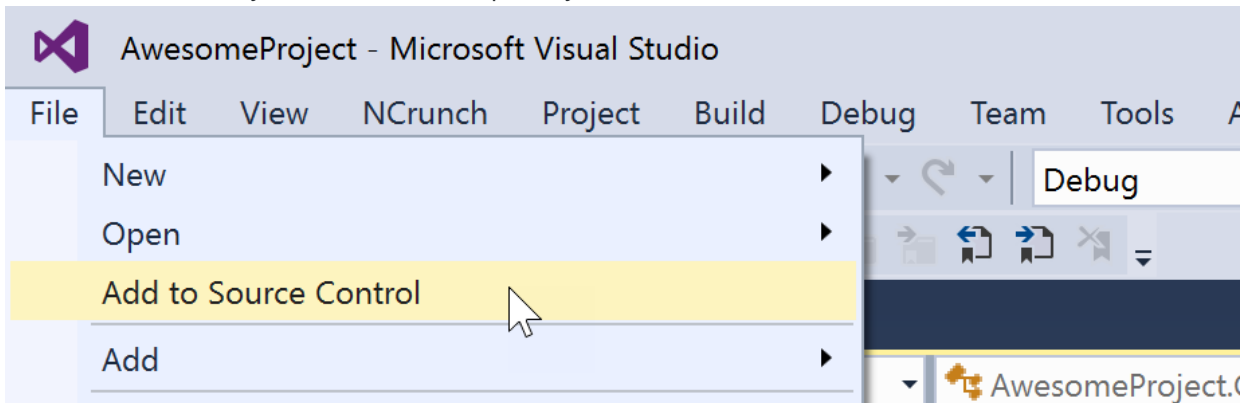 AwesomeProject - Microsoft Visual Studio
File Edit View NCrunch Project Build Debug Team Tools
New
Debug
Open
Add to Source Control
Add
AwesomeProject.